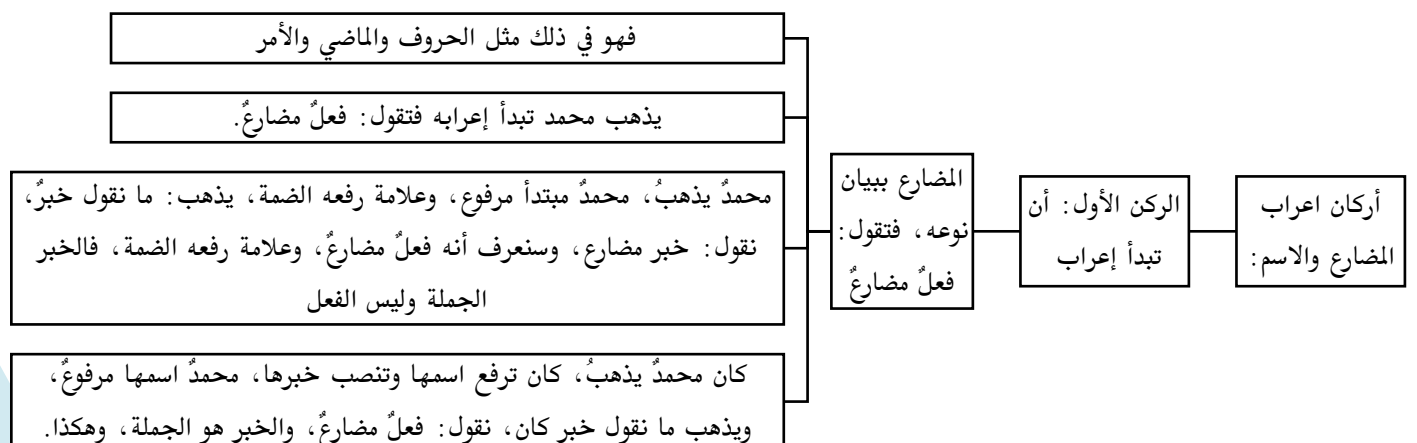 أركان اعراب
المضارع والاسم:
الركن الأول: أن
تبدأ إعراب
المضارع ببيان
نوعه، فتقول:
فعلٌ مضارعٌ
فهو في ذلك مثل الحروف والماضي والأمر
يذهب محمد تبدأ إعرابه فتقول: فعلٌ مضارعٌ.
محمدٌ يذهبُ، محمدٌ مبتدأ مرفوع، وعلامة رفعه الضمة، يذهب: ما نقول خبرٌ،
نقول: خبر مضارع، وسنعرف أنه فعلٌ مضارعٌ، وعلامة رفعه الضمة، فالخبر
الجملة وليس الفعل
كان محمدٌ يذهبُ، كان ترفع اسمها وتنصب خبرها، محمدٌ اسمها مرفوعٌ،
ويذهب ما نقول خبر كان، نقول: فعلٌ مضارعٌ، والخبر هو الجملة، وهكذا.